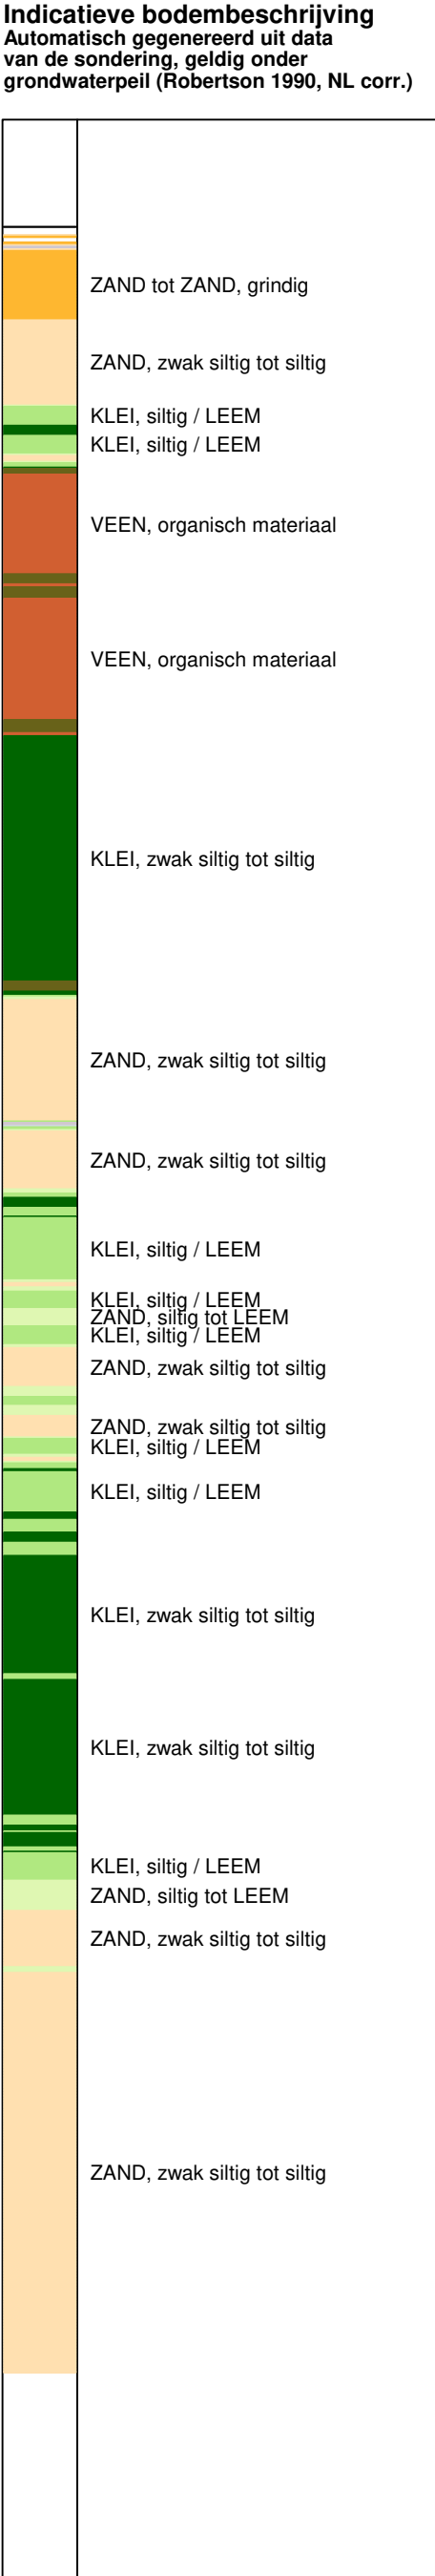 Indicatieve bodembeschrijving
Automatisch gegenereerd uit data
van de sondering, geldig onder
grondwaterpeil (Robertson 1990, NL corr.)
ZAND tot ZAND, grindig
ZAND, zwak siltig tot siltig
KLEI, siltig / LEEM
KLEI, siltig / LEEM
VEEN, organisch materiaal
VEEN, organisch materiaal
KLEI, zwak siltig tot siltig
ZAND, zwak siltig tot siltig
ZAND, zwak siltig tot siltig
KLEI, siltig / LEEM
KLEI, siltig / LEEM
ZAND, siltig tot LEEM
KLEI, siltig / LEEM
ZAND, zwak siltig tot siltig
ZAND, zwak siltig tot siltig
KLEI, siltig / LEEM
KLEI, siltig / LEEM
KLEI, zwak siltig tot siltig
KLEI, zwak siltig tot siltig
KLEI, siltig / LEEM
ZAND, siltig tot LEEM
ZAND, zwak siltig tot siltig
ZAND, zwak siltig tot siltig